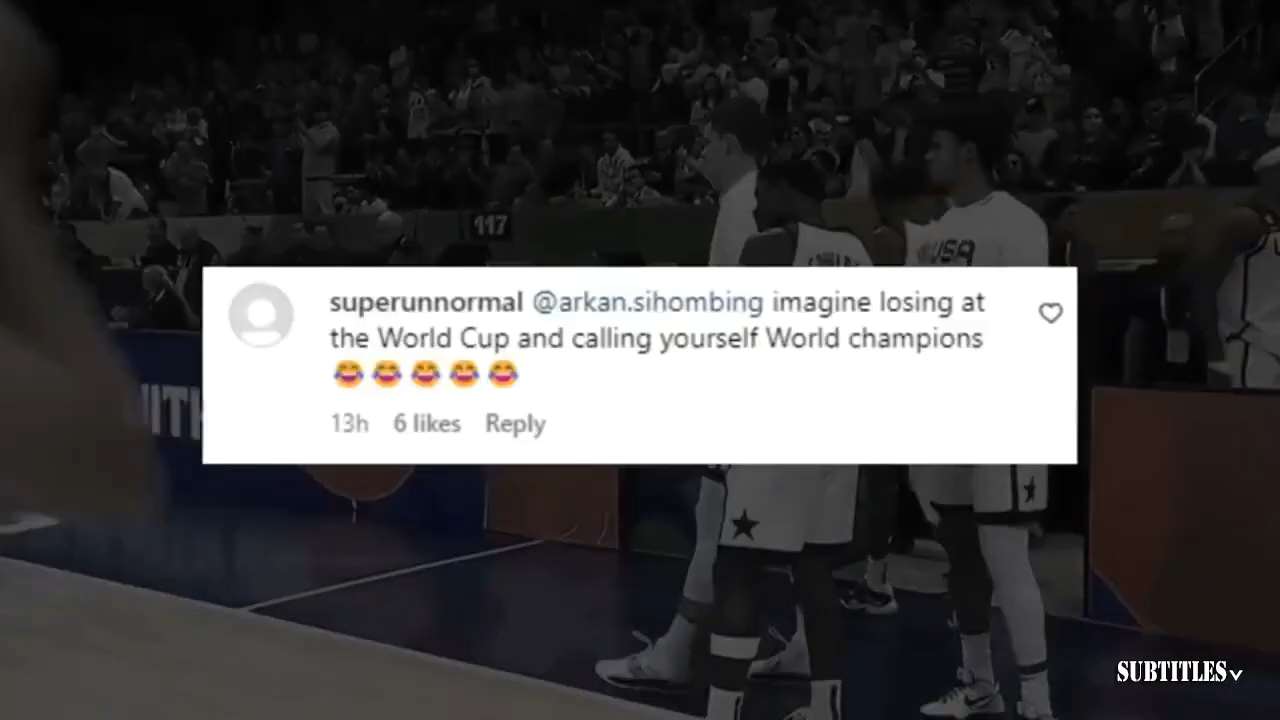 117
USA
superunnormal @arkan.sihombing imagine losing at
the World Cup and calling yourself World champions
😂😂😂😂😂
13h 6 likes Reply
SUBTITLES